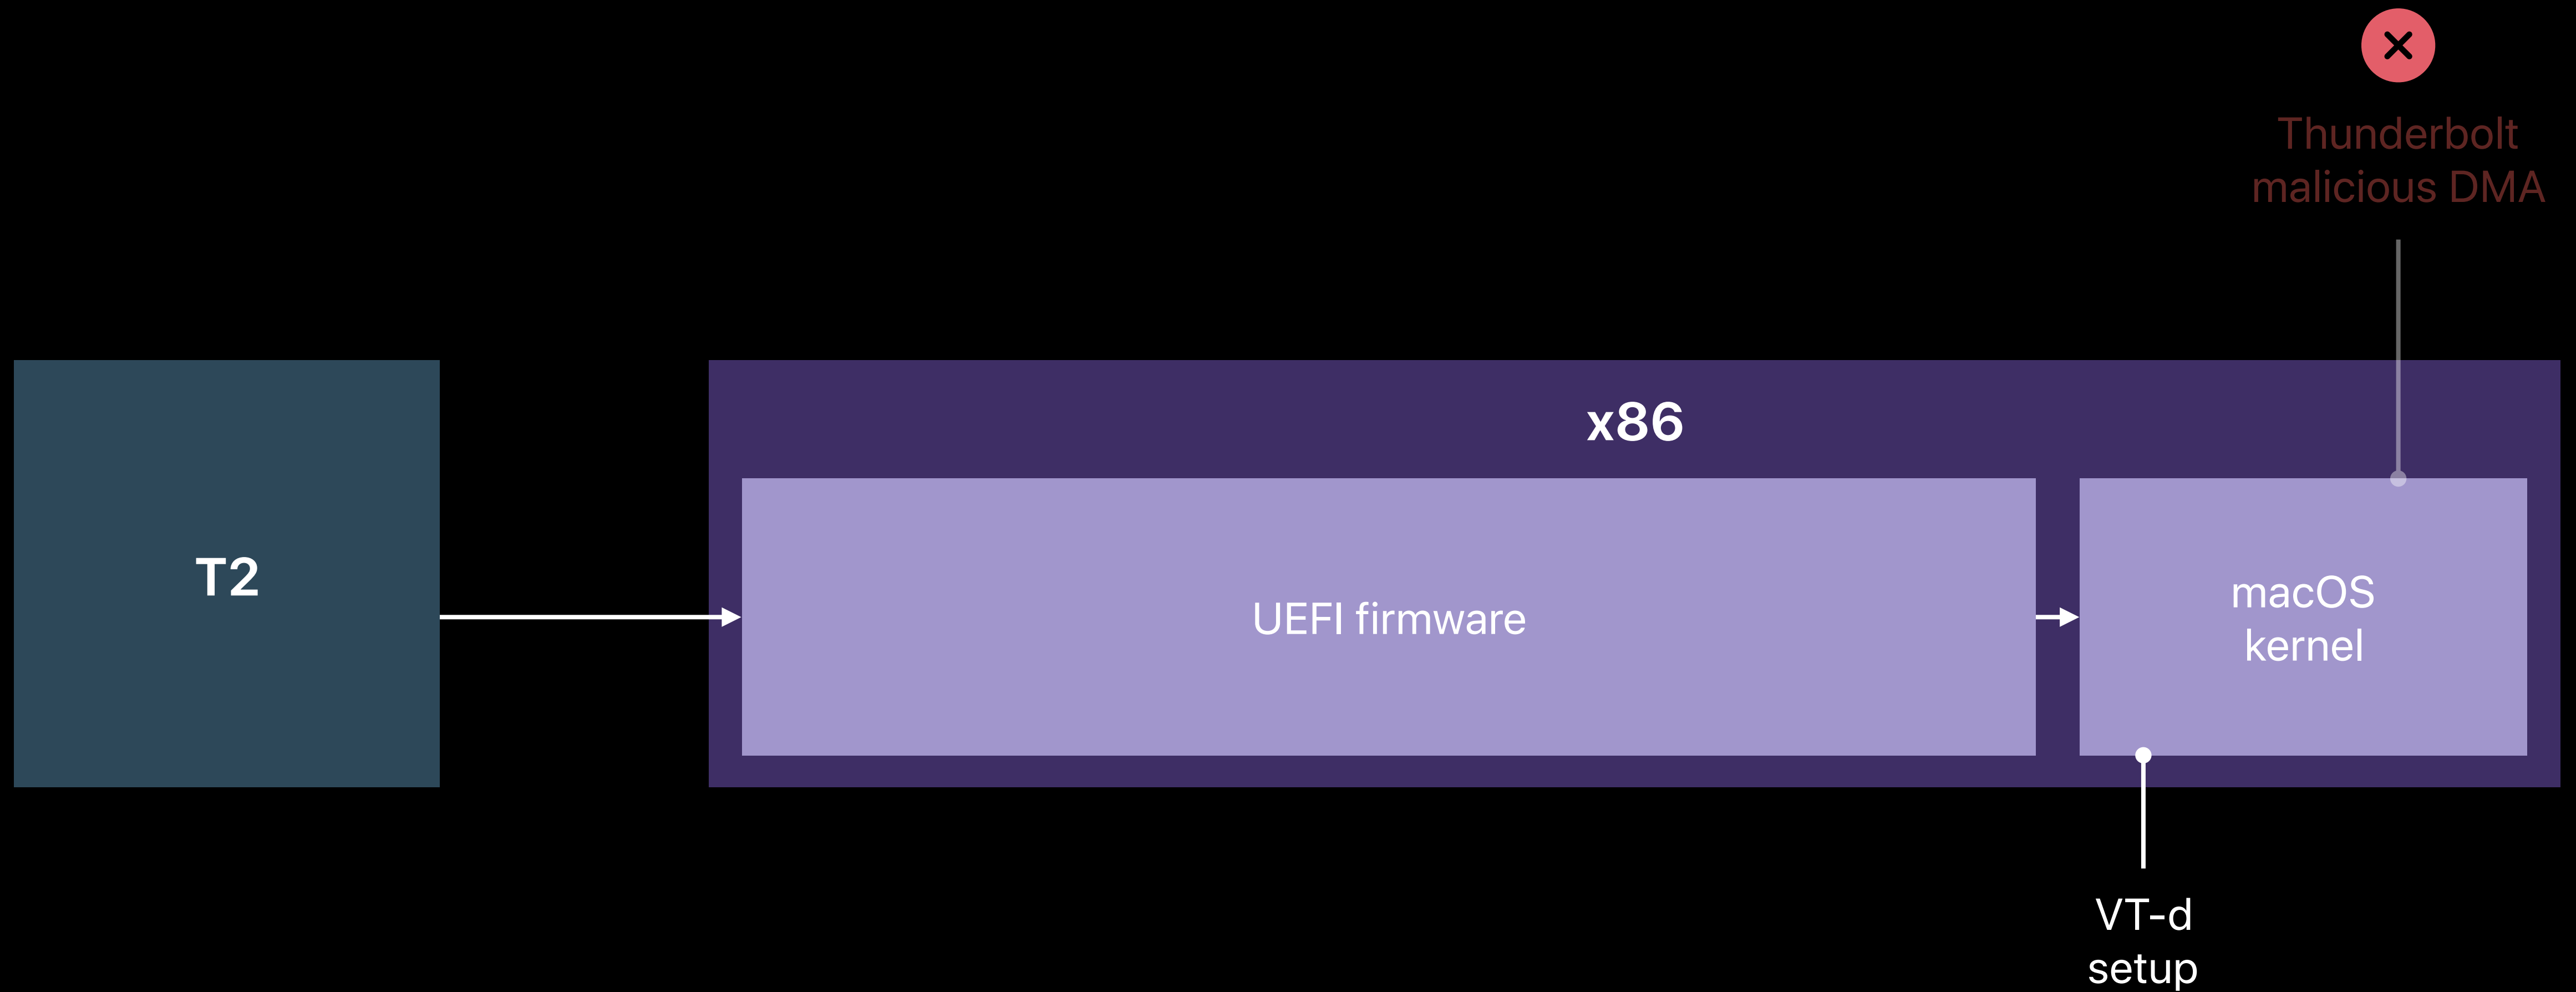 Thunderbolt
malicious DMA
x86
T2
UEFI firmware
macOS
kernel
VT-d
setup